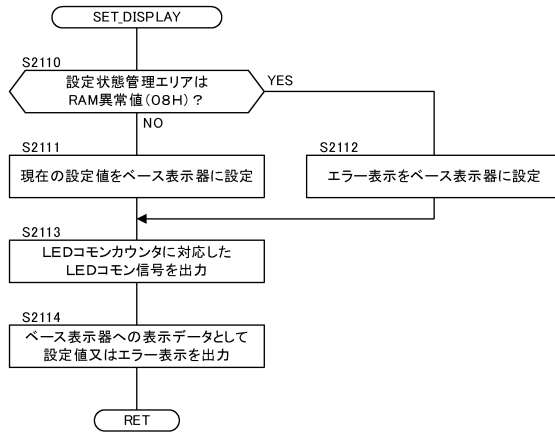 SET_DISPLAY
S2110
設定状態管理エリアは
RAM異常値(08H)?
YES
NO
S2111
現在の設定値をベース表示器に設定
S2112
エラー表示をベース表示器に設定
S2113
LEDコモンカウンタに対応した
LEDコモン信号を出力
S2114
ベース表示器への表示データとして
設定値又はエラー表示を出力
RET